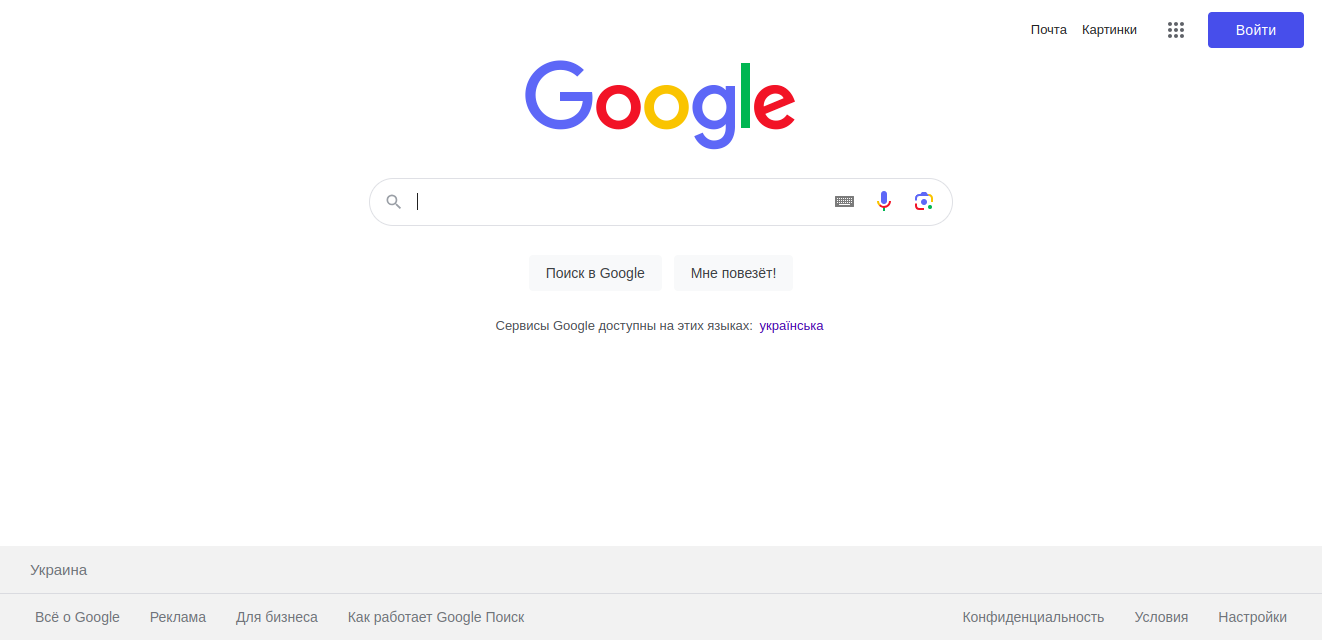 Почта Картинки Войти
Google
Поиск в Google Мне повезёт!
Сервисы Google доступны на этих языках: українська
Украина
Всё о Google Реклама Для бизнеса Как работает Google Поиск Конфиденциальность Условия Настройки